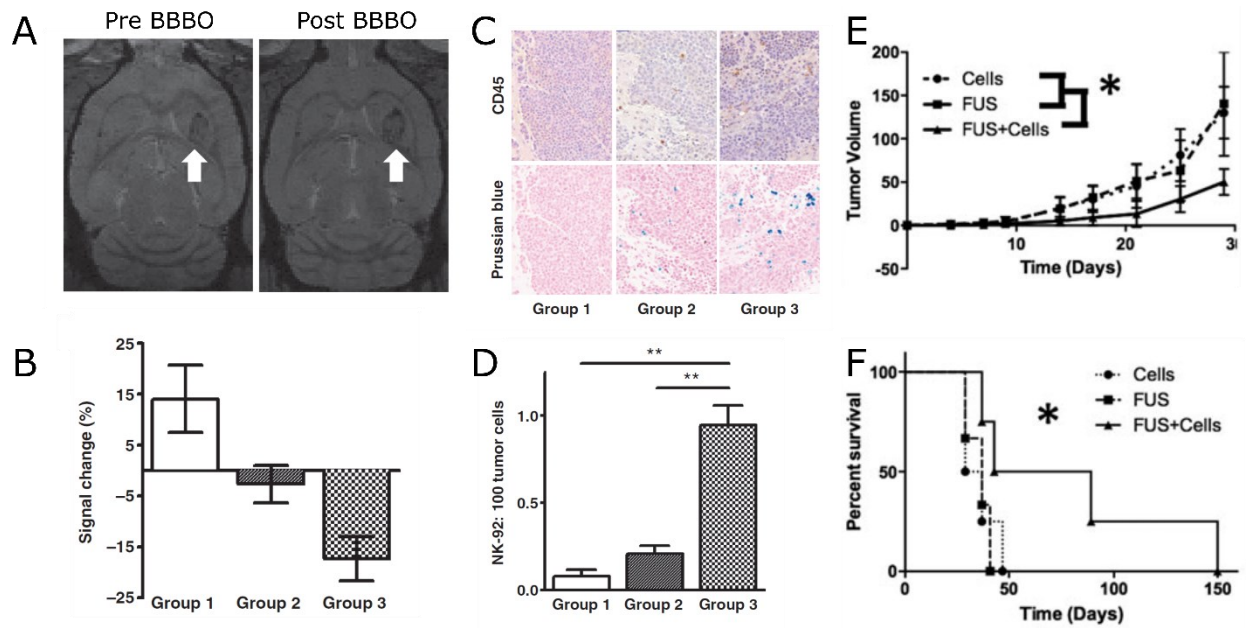 A
Pre BBBO
Post BBBO
B
Signal change (%)
25
15
5
−5
−15
−25
Group 1
Group 2
Group 3
C
CD45
Prussian blue
Group 1
Group 2
Group 3
D
NK-92: 100 tumor cells
**
**
1.0
0.5
0.0
Group 1
Group 2
Group 3
E
Tumor Volume
200
150
100
50
0
-50
Cells
FUS
FUS+Cells
*
10
20
3
Time (Days)
F
Percent survival
100
50
0
Cells
FUS
FUS+Cells
*
0
50
100
150
Time (Days)